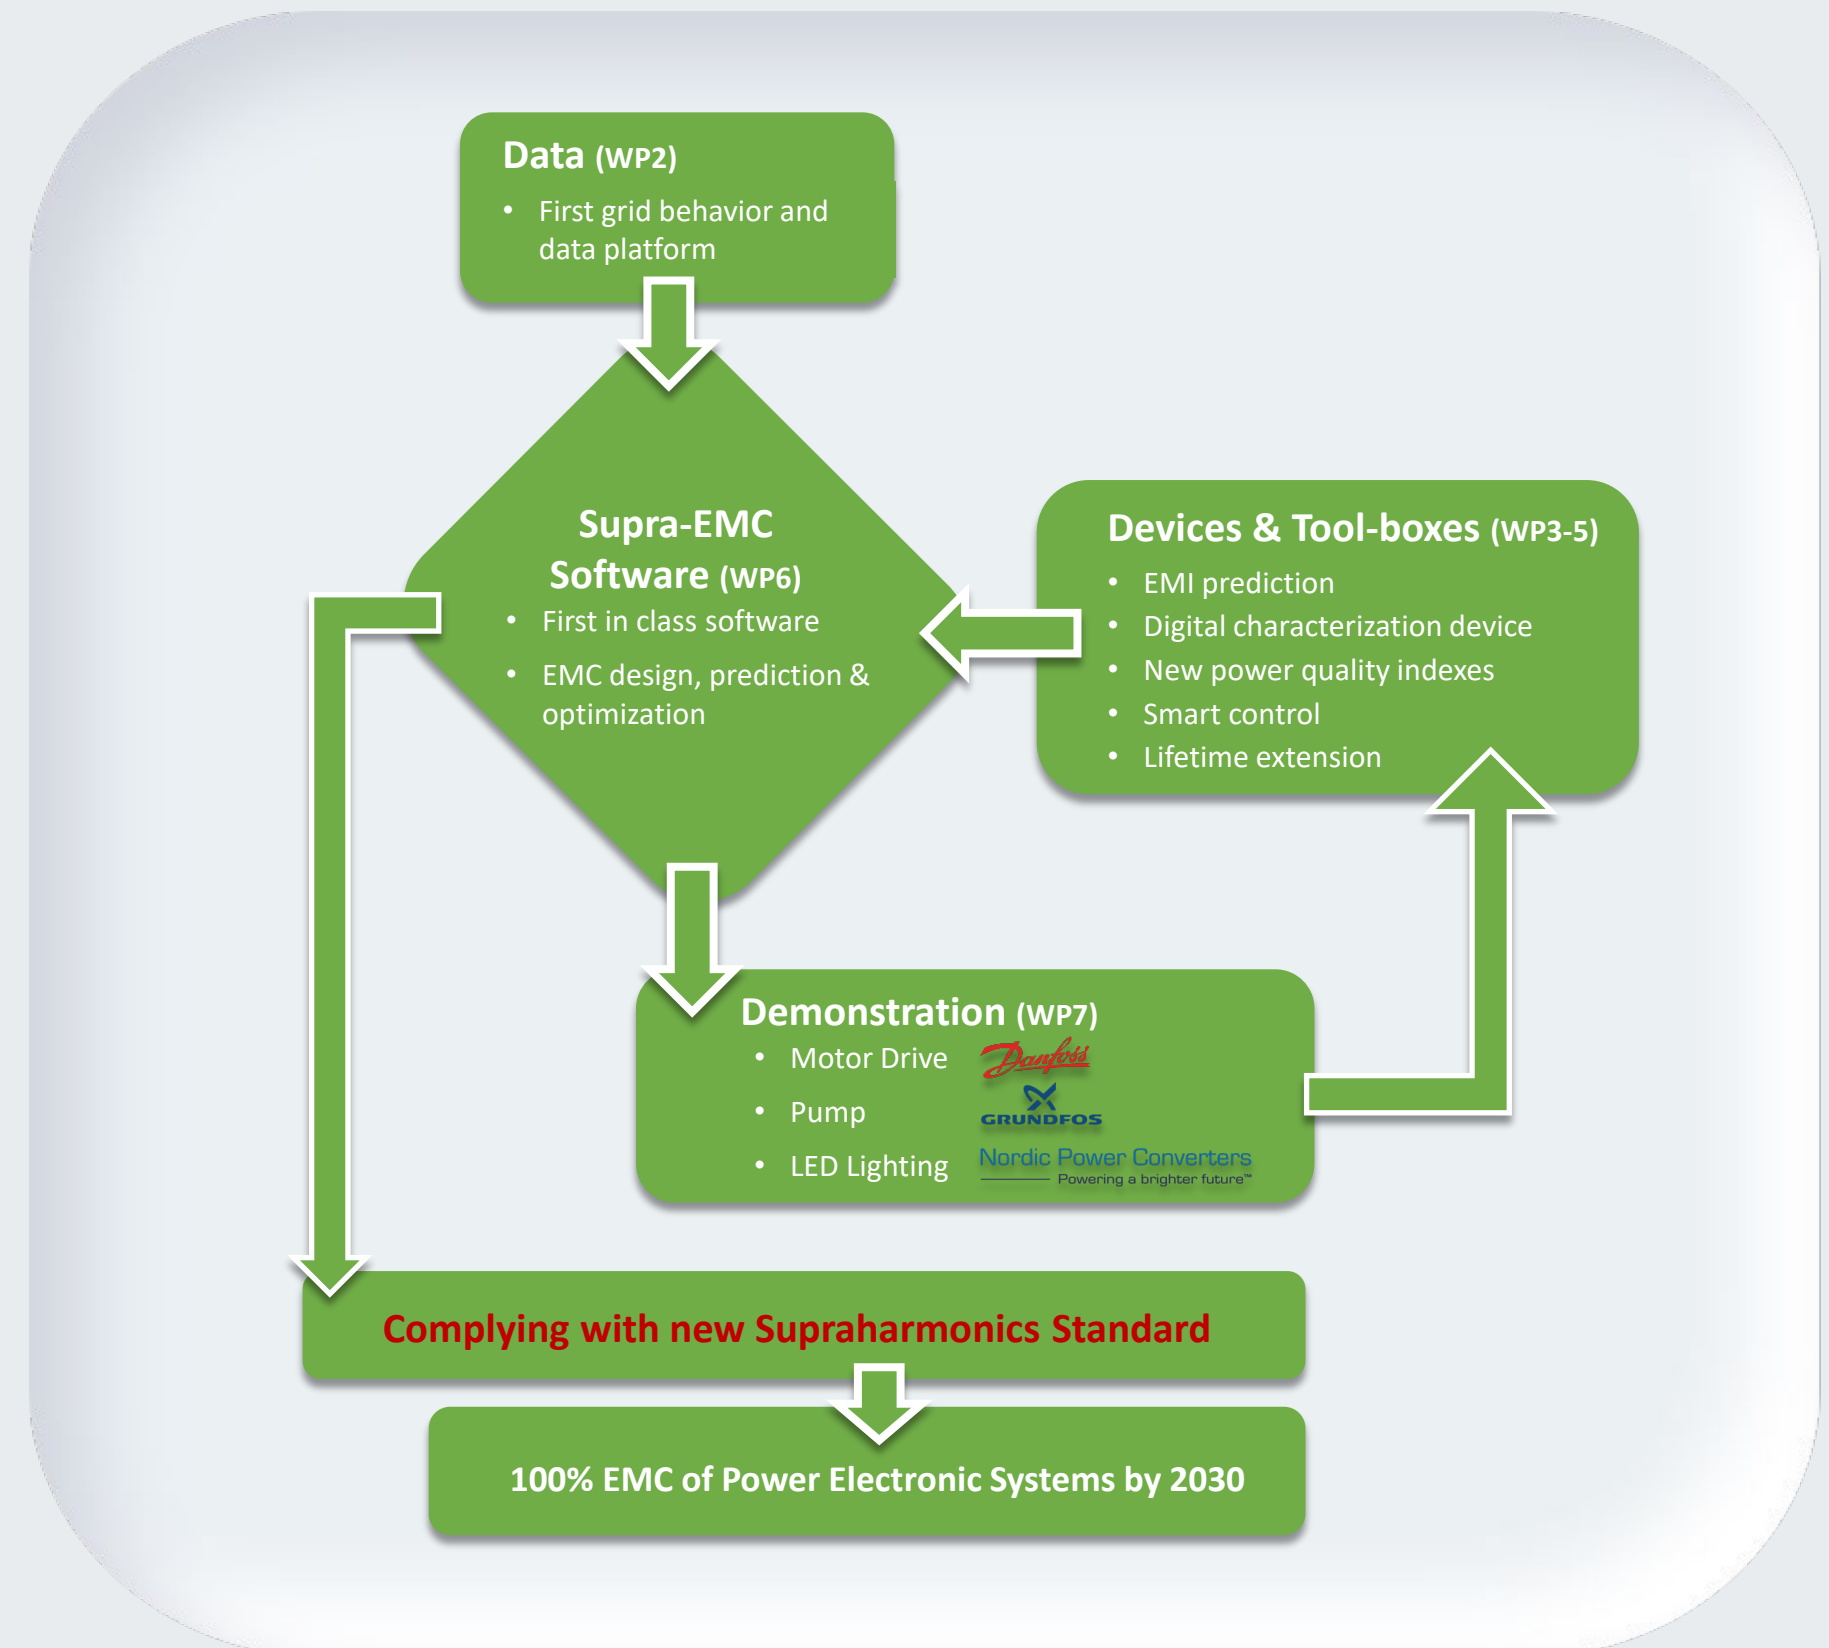 Data (WP2)
• First grid behavior and
data platform
Supra-EMC
Software (WP6)
• First in class software
• EMC design, prediction &
optimization
Devices & Tool-boxes (WP3-5)
• EMI prediction
• Digital characterization device
• New power quality indexes
• Smart control
• Lifetime extension
Demonstration (WP7)
• Motor Drive Danfoss
• Pump GRUNDFOS
• LED Lighting Nordic Power Converters
Powering a brighter future™
Complying with new Supraharmonics Standard
100% EMC of Power Electronic Systems by 2030